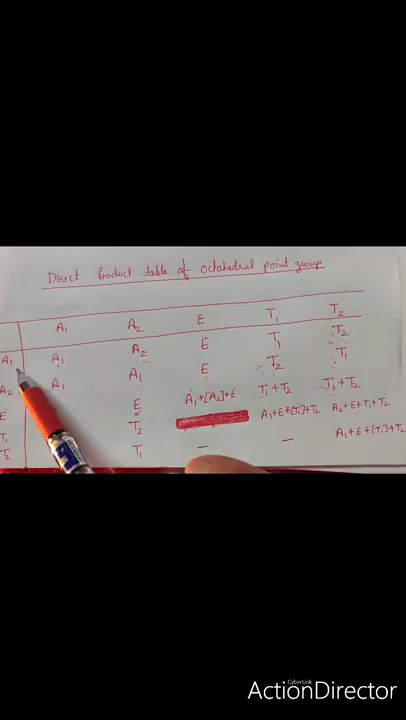 Direct Product table of octahedral point group
A₁ A₂ E T₁ T₂
A₁ A₁ A₂ E T₁ T₂
A₂ A₁ A₁ E T₂ T₁
E E A₁+[A₂]+E T₁+T₂ T₁+T₂
T₁ T₂ A₁+E+[T₁]+T₂ A₂+E+T₁+T₂
T₂ T₁ — — A₁+E+[T₁]+T₂
CyberLink
ActionDirector